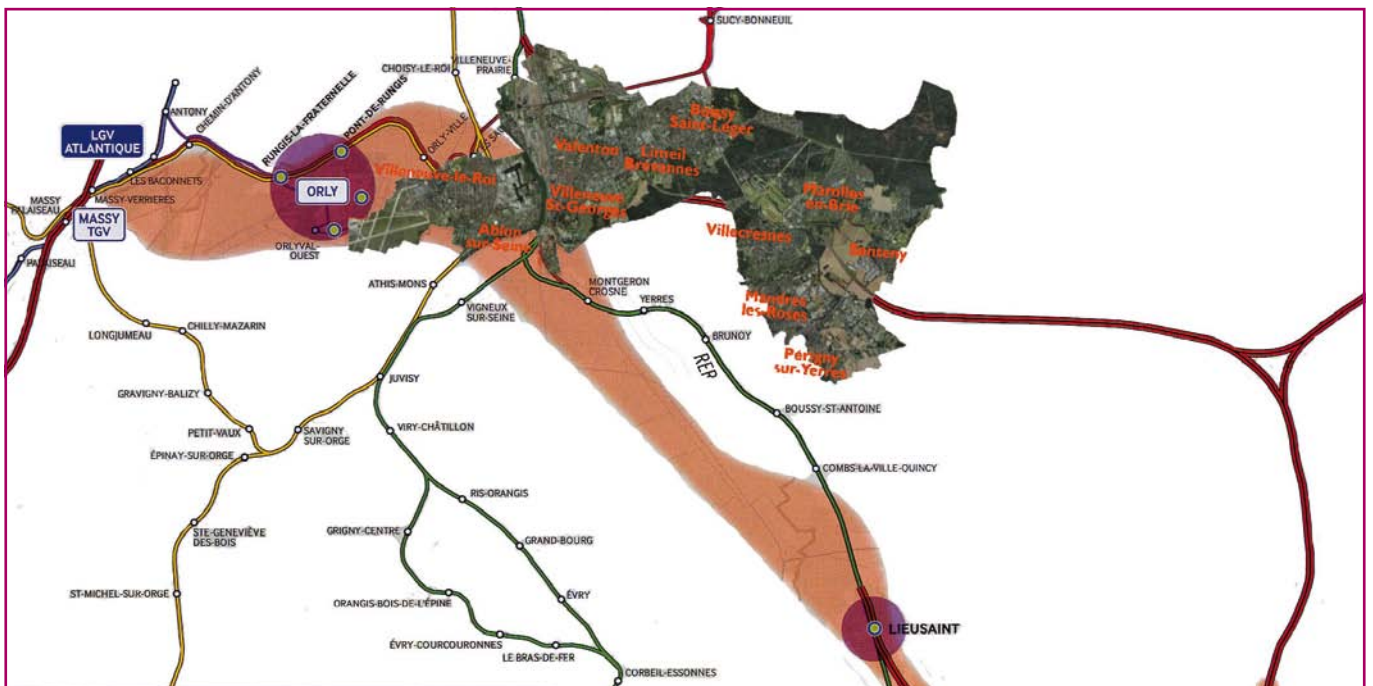 SUCY-BONNEUIL
VILLENEUVE-
PRAIRIE
CHOISY-LE-ROI
CHEMIN-D'ANTONY
ANTONY
RUNGIS-LA-FRATERNELLE
PONT-DE-RUNGIS
ORLY-VILLE
LGV
ATLANTIQUE
LES BACONNETS
MASSY-VERRIERES
MASSY
PALAISEAU
MASSY
TGV
PALAISEAU
ORLY
ORLYVAL-
OUEST
Villeneuve-le-Roi
Ablon
sur-Seine
Valenton
Limeil
Brévannes
Boissy
Saint-Léger
Villeneuve
St-Georges
Villecresnes
Marolles
en-Brie
Santeny
Mandres
les-Roses
Périgny
sur-Yerres
ATHIS-MONS
VIGNEUX
SUR-SEINE
MONTGERON
CROSNE
YERRES
BRUNOY
RER
BOUSSY-ST-ANTOINE
COMBS-LA-VILLE-QUINCY
LIEUSAINT
LONGJUMEAU
CHILLY-MAZARIN
GRAVIGNY-BALIZY
PETIT-VAUX
ÉPINAY-SUR-ORGE
SAVIGNY
SUR-ORGE
JUVISY
VIRY-CHÂTILLON
RIS-ORANGIS
GRIGNY-CENTRE
GRAND-BOURG
STE-GENEVIÈVE
DES-BOIS
ST-MICHEL-SUR-ORGE
ORANGIS-BOIS-DE-L'ÉPINE
ÉVRY
ÉVRY-COURCOURONNES
LE BRAS-DE-FER
CORBEIL-ESSONNES